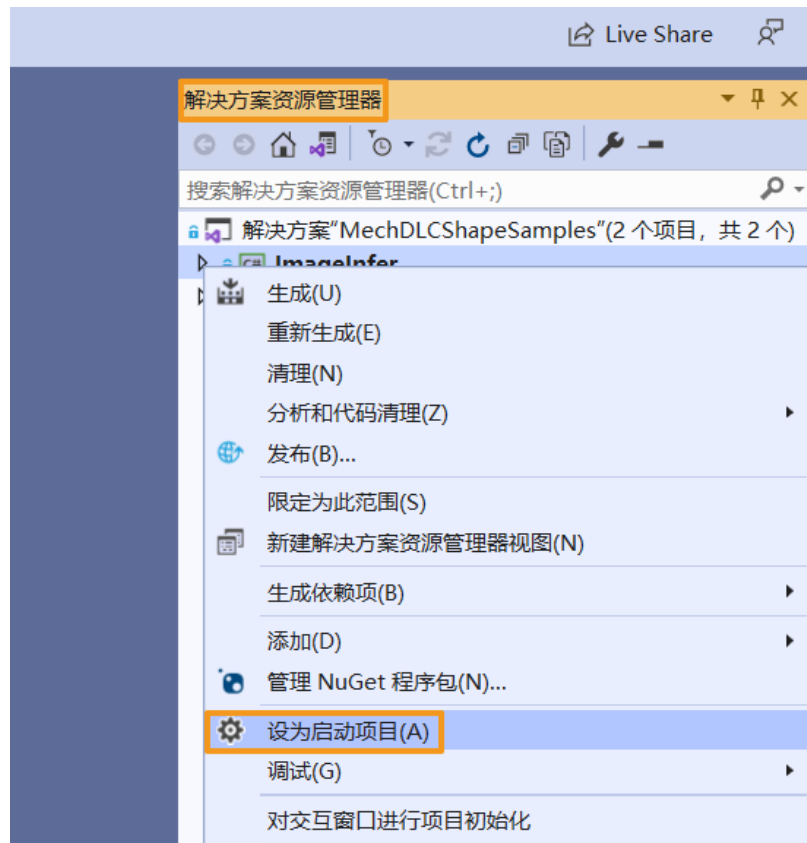 Live Share
解决方案资源管理器
搜索解决方案资源管理器(Ctrl+;)
解决方案"MechDLCShapeSamples"(2 个项目，共 2 个)
C# ImageInfer
生成(U)
重新生成(E)
清理(N)
分析和代码清理(Z)
发布(B)...
限定为此范围(S)
新建解决方案资源管理器视图(N)
生成依赖项(B)
添加(D)
管理 NuGet 程序包(N)...
设为启动项目(A)
调试(G)
对交互窗口进行项目初始化